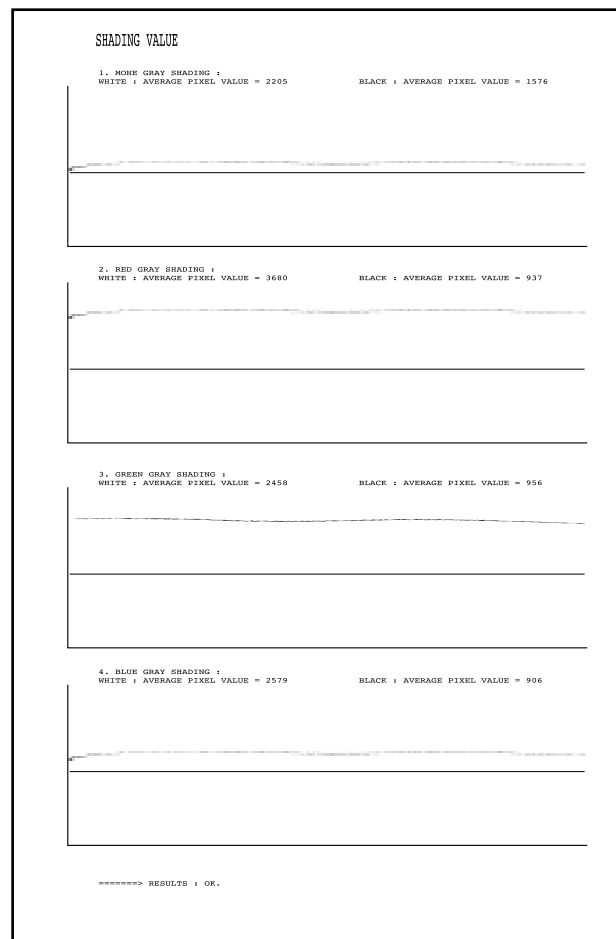 SHADING VALUE
1. MONE GRAY SHADING :
WHITE : AVERAGE PIXEL VALUE = 2205 BLACK : AVERAGE PIXEL VALUE = 1576
2. RED GRAY SHADING :
WHITE : AVERAGE PIXEL VALUE = 3680 BLACK : AVERAGE PIXEL VALUE = 937
3. GREEN GRAY SHADING :
WHITE : AVERAGE PIXEL VALUE = 2458 BLACK : AVERAGE PIXEL VALUE = 956
4. BLUE GRAY SHADING :
WHITE : AVERAGE PIXEL VALUE = 2579 BLACK : AVERAGE PIXEL VALUE = 906
=======> RESULTS : OK.